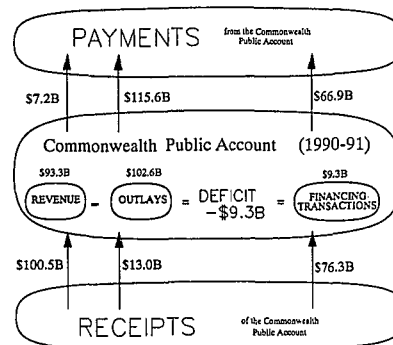 PAYMENTS from the Commonwealth
Public Account
$7.2B $115.6B $66.9B
Commonwealth Public Account (1990-91)
$93.3B $102.6B $9.3B
REVENUE - OUTLAYS = DEFICIT = FINANCING
-$9.3B TRANSACTIONS
$100.5B $13.0B $76.3B
RECEIPTS of the Commonwealth
Public Account